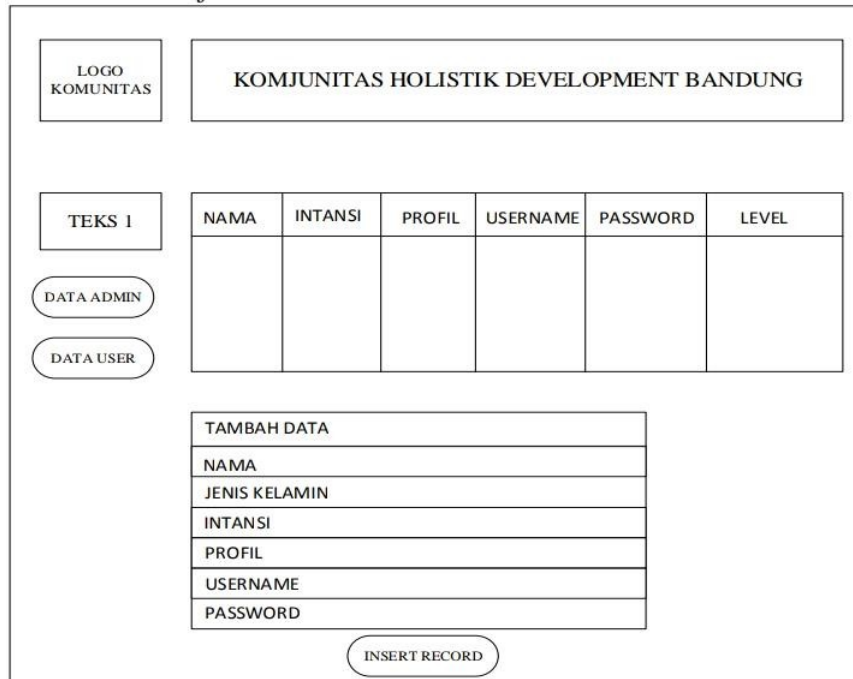 LOGO
KOMUNITAS
KOMJUNITAS HOLISTIK DEVELOPMENT BANDUNG
TEKS 1
NAMA INTANSI PROFIL USERNAME PASSWORD LEVEL
DATA ADMIN
DATA USER
TAMBAH DATA
NAMA
JENIS KELAMIN
INTANSI
PROFIL
USERNAME
PASSWORD
INSERT RECORD